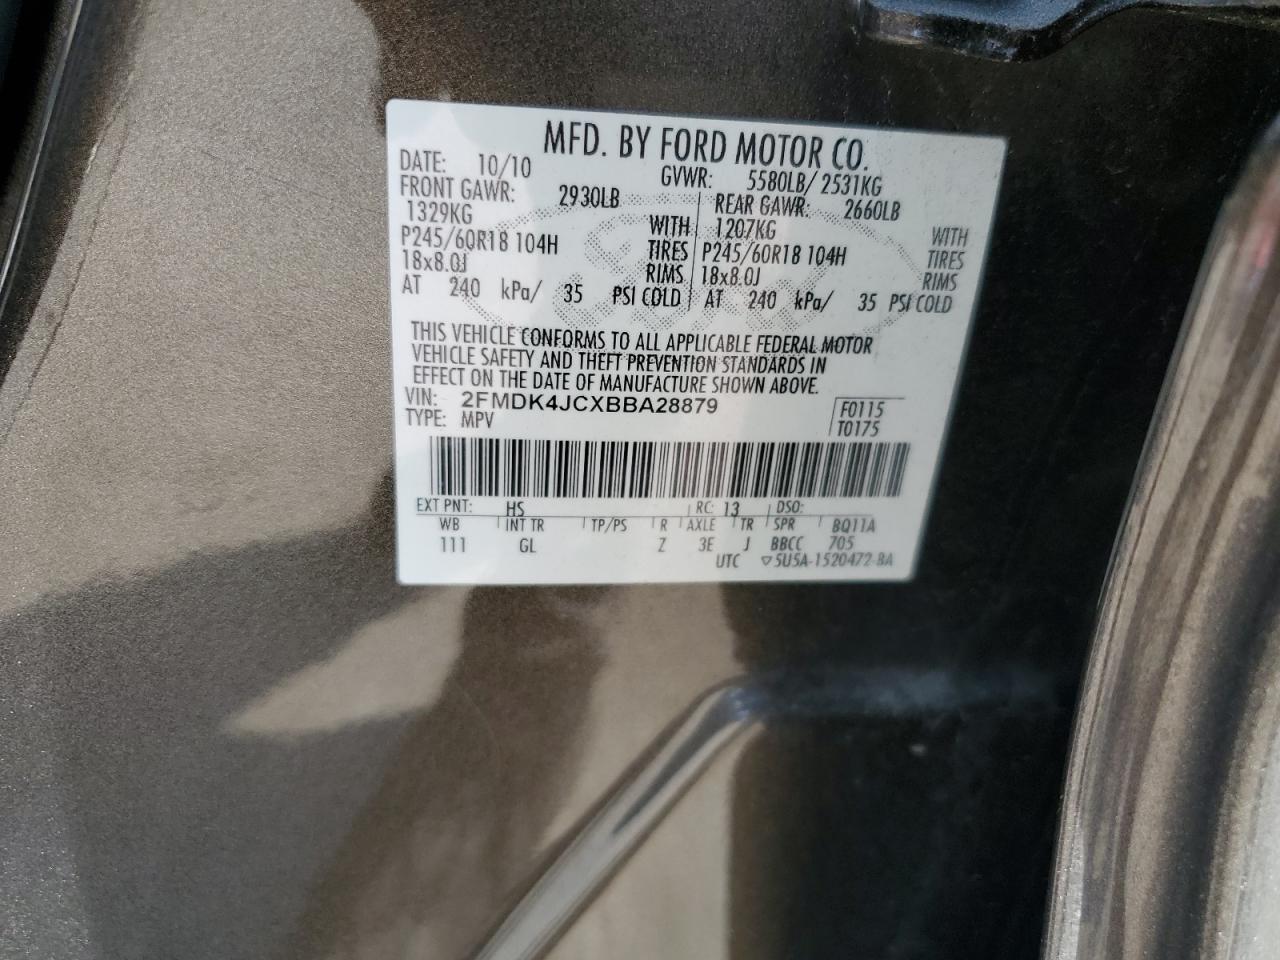 MFD. BY FORD MOTOR CO.
DATE: 10/10 GVWR: 5580LB/ 2531KG
FRONT GAWR: 2930LB REAR GAWR: 2660LB
1329KG WITH 1207KG WITH
P245/60R18 104H TIRES P245/60R18 104H TIRES
18x8.0J RIMS 18x8.0J RIMS
AT 240 kPa/ 35 PSI COLD AT 240 kPa/ 35 PSI COLD
THIS VEHICLE CONFORMS TO ALL APPLICABLE FEDERAL MOTOR
VEHICLE SAFETY AND THEFT PREVENTION STANDARDS IN
EFFECT ON THE DATE OF MANUFACTURE SHOWN ABOVE.
VIN: 2FMDK4JCXBBA28879 F0115
TYPE: MPV T0175
EXT PNT: HS RC: 13 DSO:
WB INT TR TP/PS R AXLE TR SPR BQ11A
111 GL Z 3E J BBCC 705
UTC ▽5U5A-1520472-BA